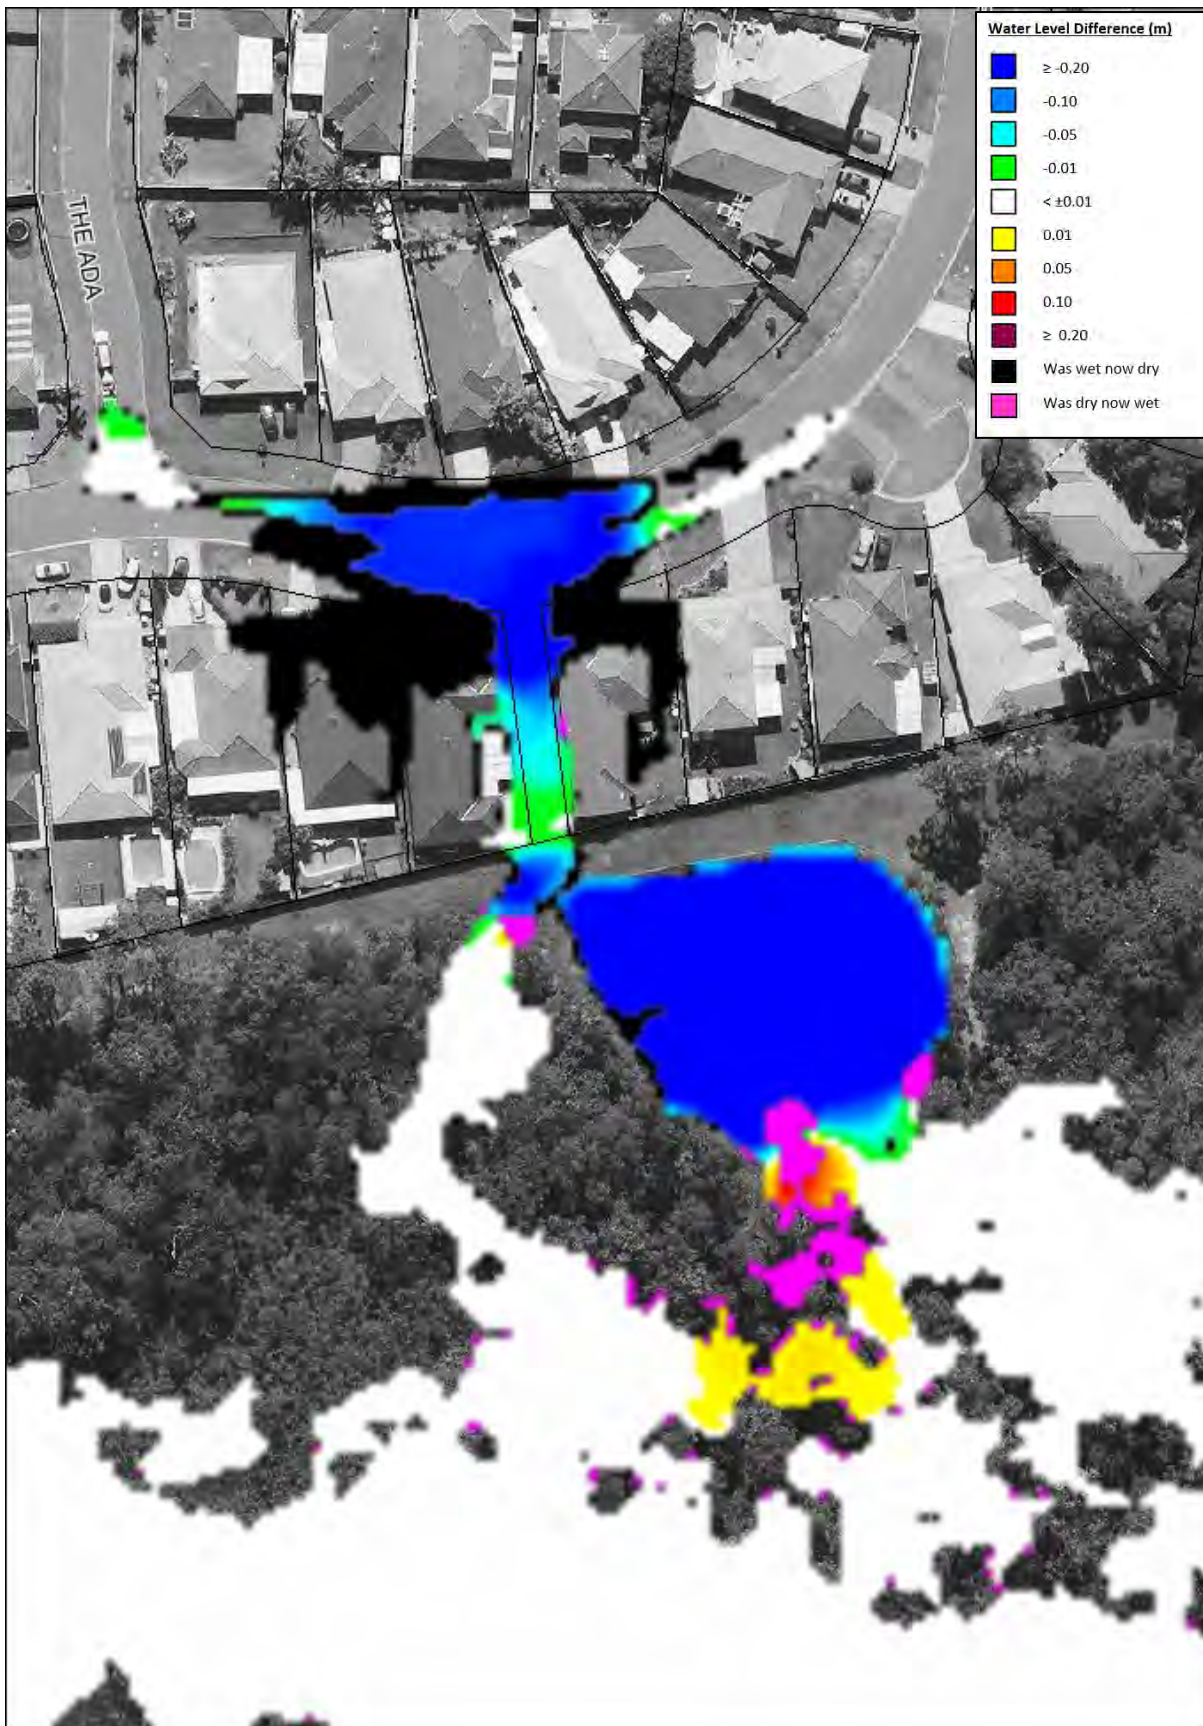 Water Level Difference (m)
≥ -0.20
-0.10
-0.05
-0.01
< ±0.01
0.01
0.05
0.10
≥ 0.20
Was wet now dry
Was dry now wet
THE ADA